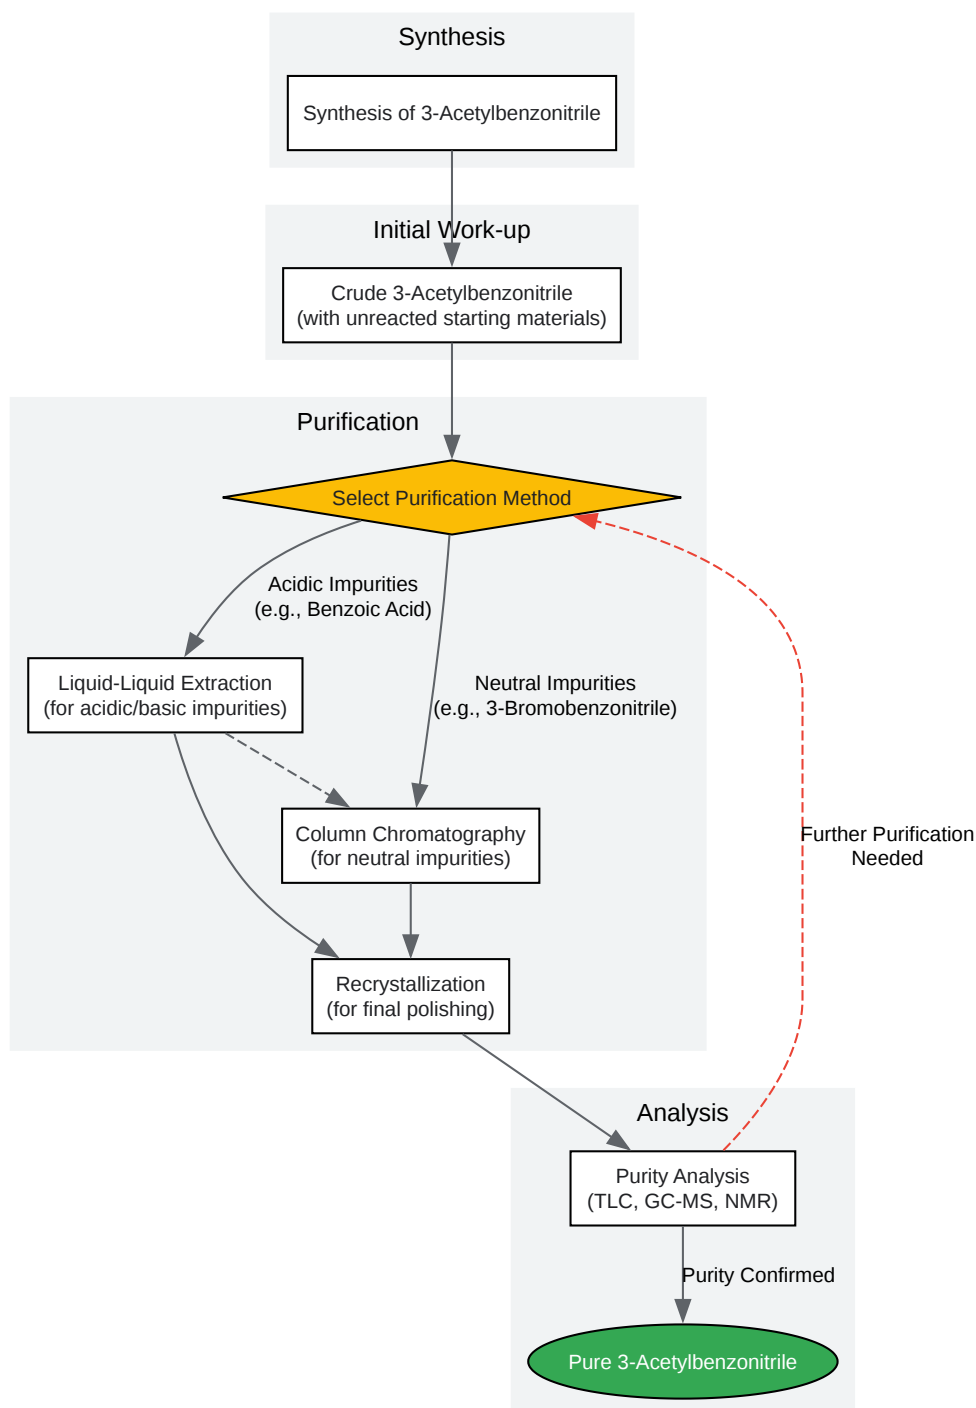 Synthesis
Synthesis of 3-Acetylbenzonitrile
Initial Work-up
Crude 3-Acetylbenzonitrile
(with unreacted starting materials)
Purification
Select Purification Method
Acidic Impurities
(e.g., Benzoic Acid)
Liquid-Liquid Extraction
(for acidic/basic impurities)
Neutral Impurities
(e.g., 3-Bromobenzonitrile)
Column Chromatography
(for neutral impurities)
Further Purification
Needed
Recrystallization
(for final polishing)
Analysis
Purity Analysis
(TLC, GC-MS, NMR)
Purity Confirmed
Pure 3-Acetylbenzonitrile